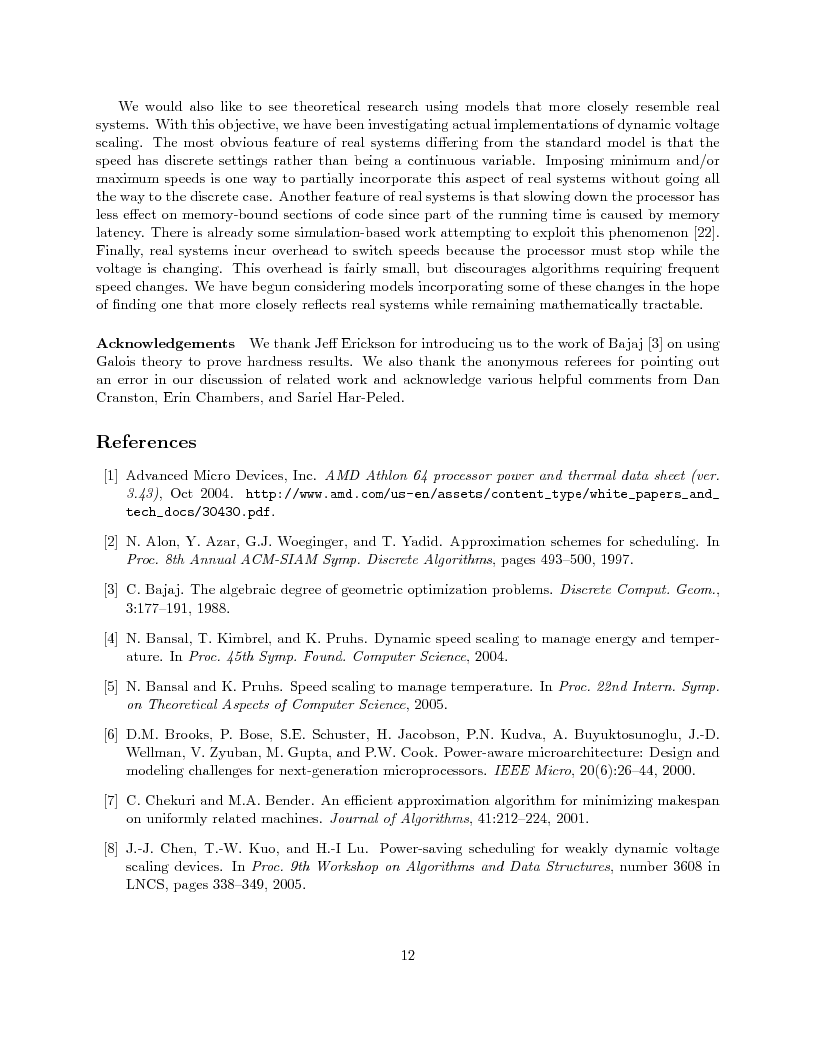 We would also like to see theoretical research using models that more closely resemble real
systems. With this objective, we have been investigating actual implementations of dynamic voltage
scaling. The most obvious feature of real systems differing from the standard model is that the
speed has discrete settings rather than being a continuous variable. Imposing minimum and/or
maximum speeds is one way to partially incorporate this aspect of real systems without going all
the way to the discrete case. Another feature of real systems is that slowing down the processor has
less effect on memory-bound sections of code since part of the running time is caused by memory
latency. There is already some simulation-based work attempting to exploit this phenomenon [22].
Finally, real systems incur overhead to switch speeds because the processor must stop while the
voltage is changing. This overhead is fairly small, but discourages algorithms requiring frequent
speed changes. We have begun considering models incorporating some of these changes in the hope
of finding one that more closely reflects real systems while remaining mathematically tractable.
Acknowledgements We thank Jeff Erickson for introducing us to the work of Bajaj [3] on using
Galois theory to prove hardness results. We also thank the anonymous referees for pointing out
an error in our discussion of related work and acknowledge various helpful comments from Dan
Cranston, Erin Chambers, and Sariel Har-Peled.
References
[1] Advanced Micro Devices, Inc. AMD Athlon 64 processor power and thermal data sheet (ver.
3.43), Oct 2004. http://www.amd.com/us-en/assets/content_type/white_papers_and_
tech_docs/30430.pdf.
[2] N. Alon, Y. Azar, G.J. Woeginger, and T. Yadid. Approximation schemes for scheduling. In
Proc. 8th Annual ACM-SIAM Symp. Discrete Algorithms, pages 493–500, 1997.
[3] C. Bajaj. The algebraic degree of geometric optimization problems. Discrete Comput. Geom.,
3:177–191, 1988.
[4] N. Bansal, T. Kimbrel, and K. Pruhs. Dynamic speed scaling to manage energy and temper-
ature. In Proc. 45th Symp. Found. Computer Science, 2004.
[5] N. Bansal and K. Pruhs. Speed scaling to manage temperature. In Proc. 22nd Intern. Symp.
on Theoretical Aspects of Computer Science, 2005.
[6] D.M. Brooks, P. Bose, S.E. Schuster, H. Jacobson, P.N. Kudva, A. Buyuktosunoglu, J.-D.
Wellman, V. Zyuban, M. Gupta, and P.W. Cook. Power-aware microarchitecture: Design and
modeling challenges for next-generation microprocessors. IEEE Micro, 20(6):26–44, 2000.
[7] C. Chekuri and M.A. Bender. An efficient approximation algorithm for minimizing makespan
on uniformly related machines. Journal of Algorithms, 41:212–224, 2001.
[8] J.-J. Chen, T.-W. Kuo, and H.-I Lu. Power-saving scheduling for weakly dynamic voltage
scaling devices. In Proc. 9th Workshop on Algorithms and Data Structures, number 3608 in
LNCS, pages 338–349, 2005.
12